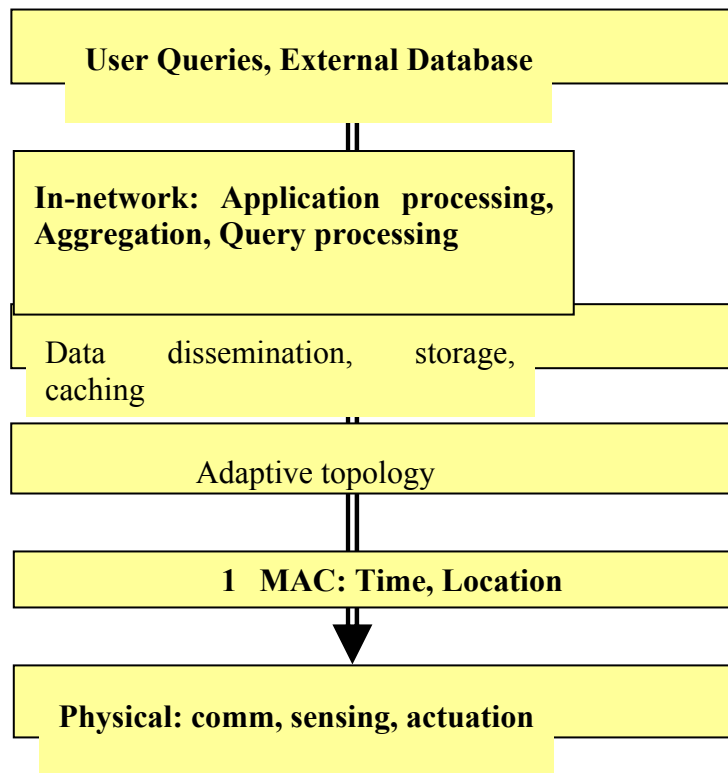 User Queries, External Database
In-network: Application processing,
Aggregation, Query processing
Data dissemination, storage,
caching
Adaptive topology
1 MAC: Time, Location
Physical: comm, sensing, actuation